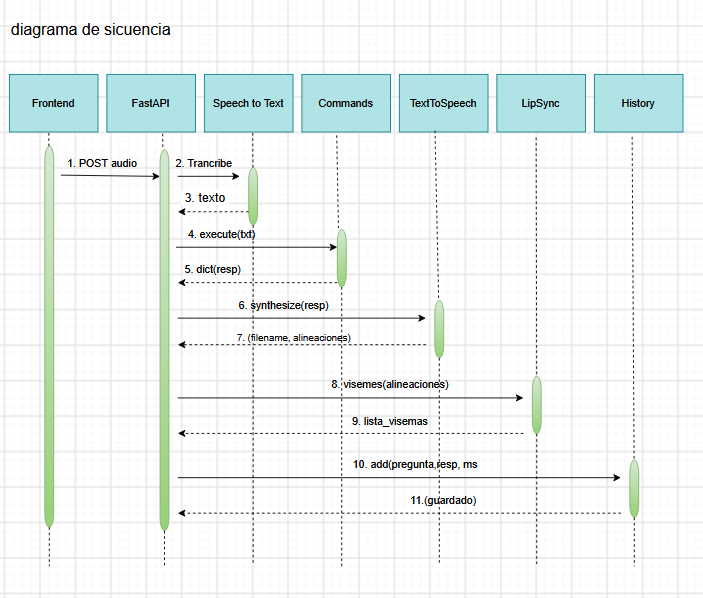 diagrama de sicuencia
Frontend
FastAPI
Speech to Text
Commands
TextToSpeech
LipSync
History
1. POST audio
2. Trancribe
3. texto
4. execute(txt)
5. dict(resp)
6. synthesize(resp)
7. (filename, alineaciones)
8. visemes(alineaciones)
9. lista_visemas
10. add(pregunta,resp, ms
11.(guardado)